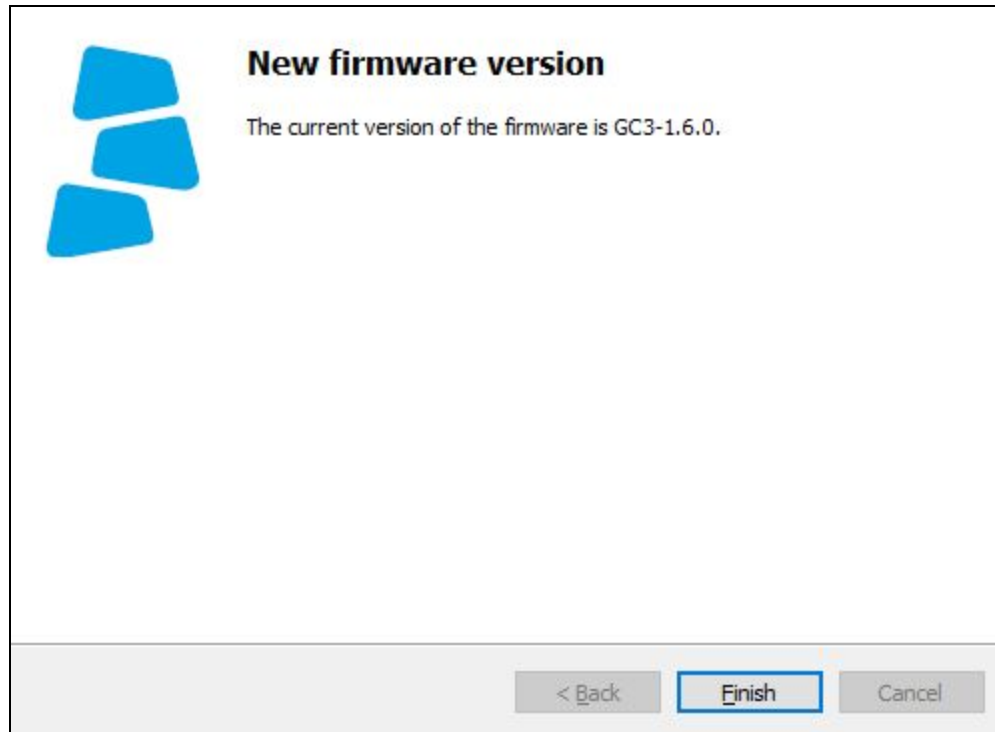 New firmware version
The current version of the firmware is GC3-1.6.0.
< Back
Finish
Cancel